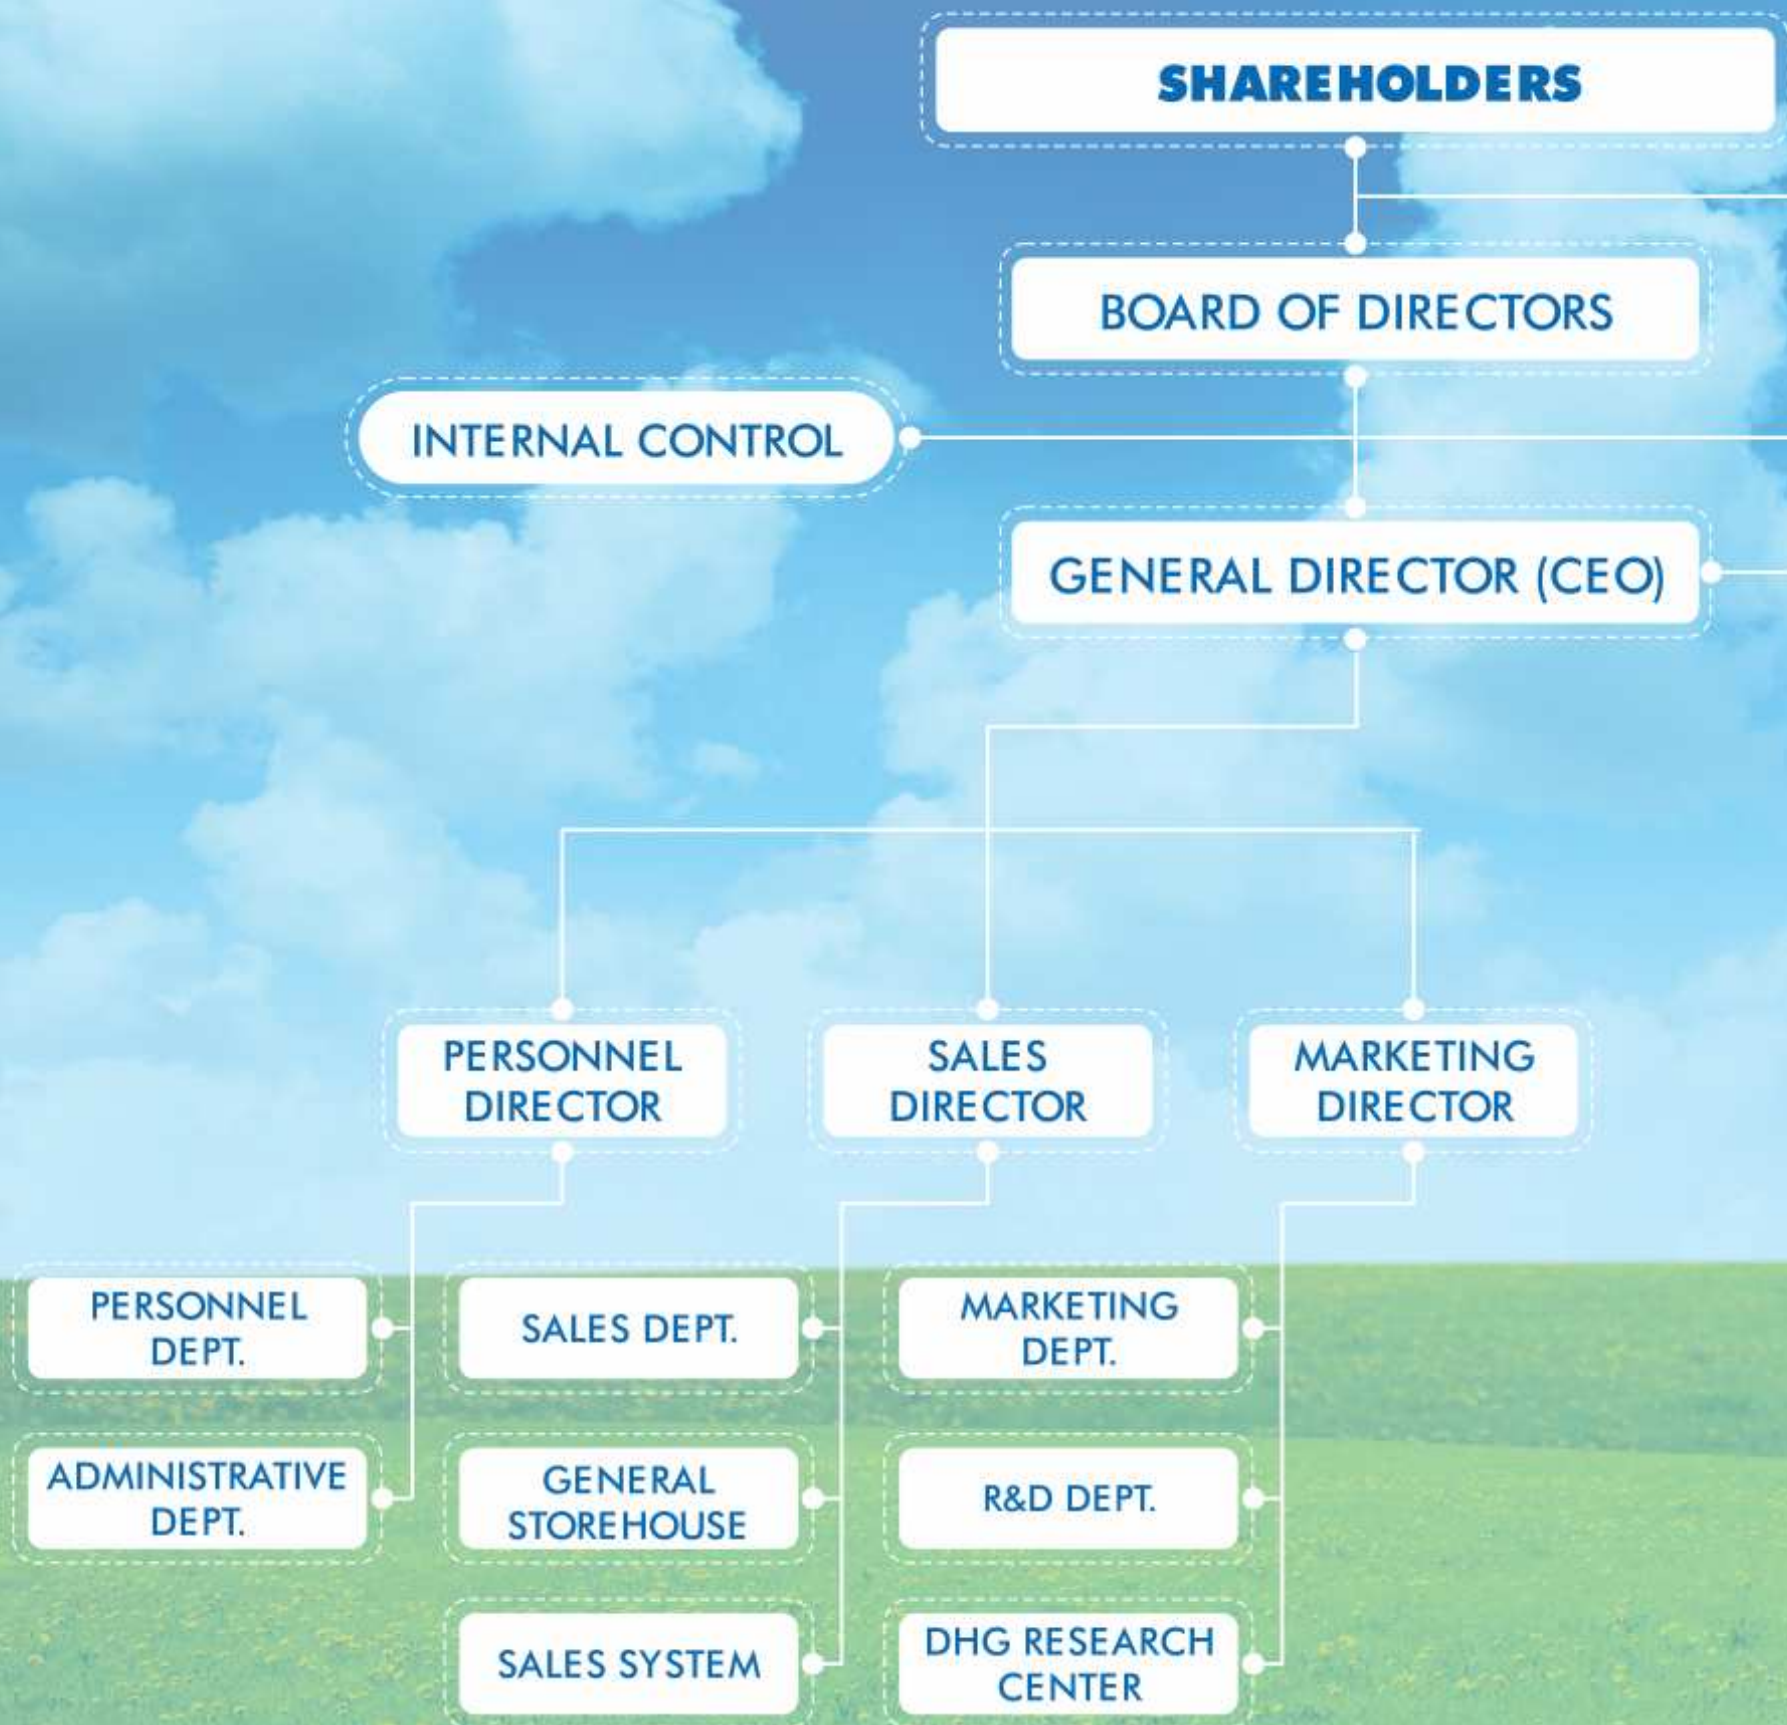 SHAREHOLDERS
BOARD OF DIRECTORS
INTERNAL CONTROL
GENERAL DIRECTOR (CEO)
PERSONNEL
DIRECTOR
SALES
DIRECTOR
MARKETING
DIRECTOR
PERSONNEL
DEPT.
SALES DEPT.
MARKETING
DEPT.
ADMINISTRATIVE
DEPT.
GENERAL
STOREHOUSE
R&D DEPT.
SALES SYSTEM
DHG RESEARCH
CENTER